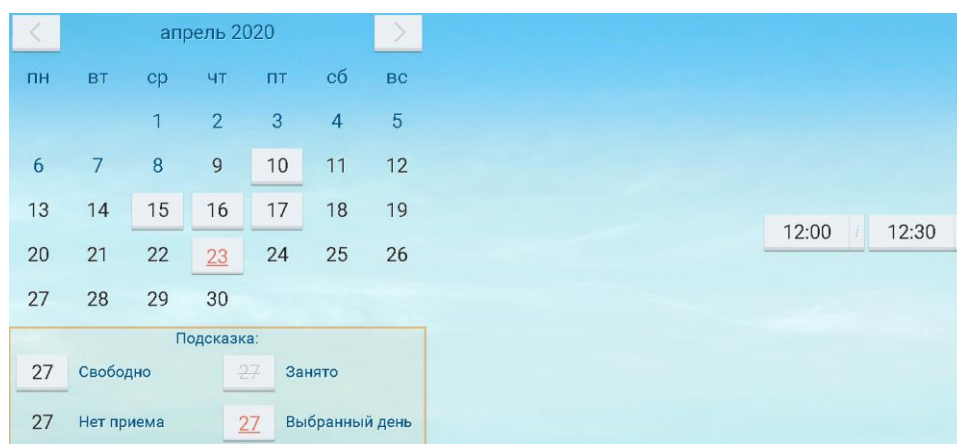 апрель 2020
пн вт ср чт пт сб вс
1 2 3 4 5
6 7 8 9 10 11 12
13 14 15 16 17 18 19
20 21 22 23 24 25 26
27 28 29 30
12:00 i 12:30
Подсказка:
27 Свободно 27 Занято
27 Нет приема 27 Выбранный день